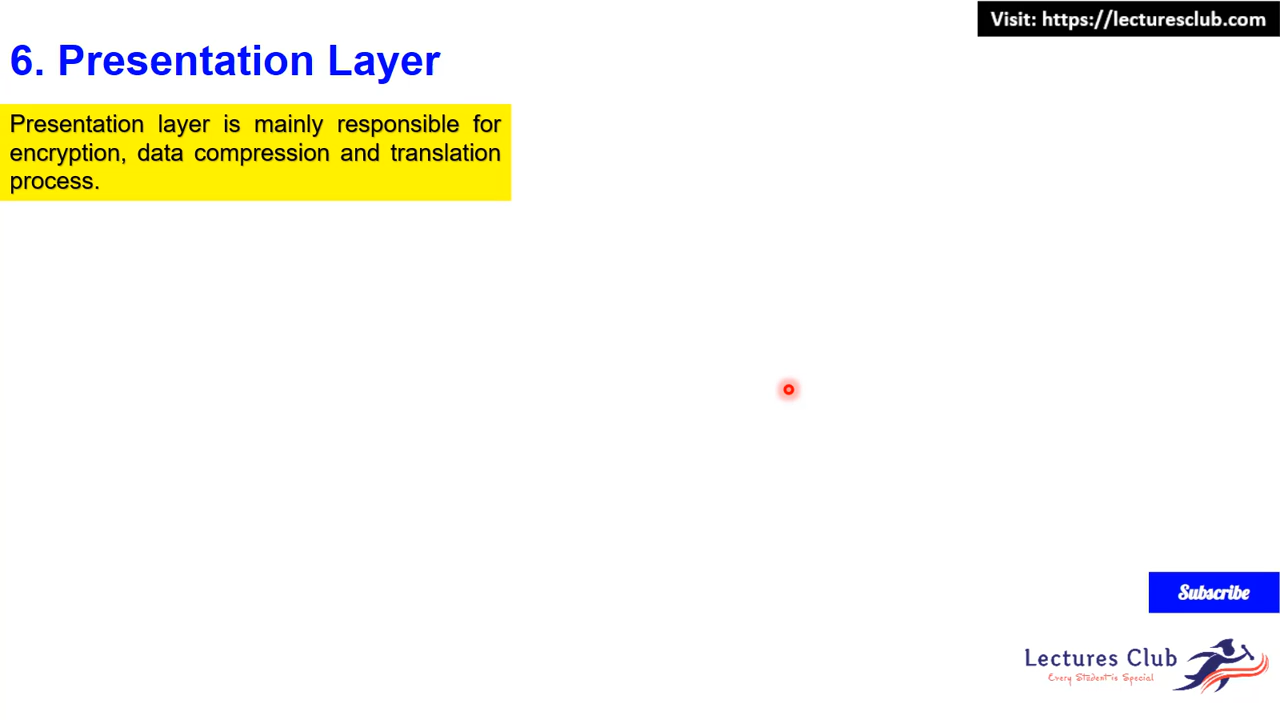 Visit: https://lecturesclub.com
6. Presentation Layer
Presentation layer is mainly responsible for
encryption, data compression and translation
process.
Subscribe
Lectures Club
Every Student is Special